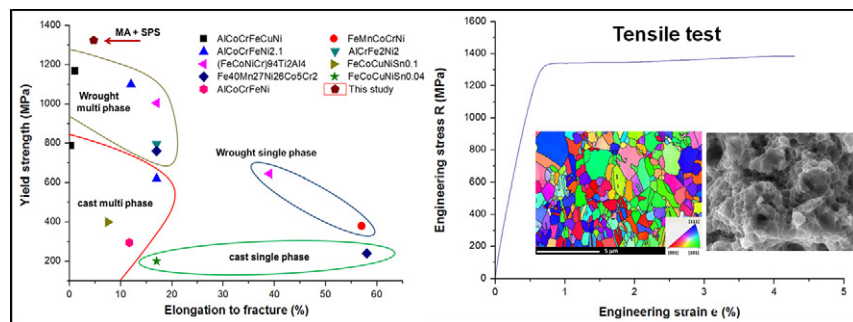 1400
1200
1000
800
600
400
200
0
10
20
30
40
50
60
Yield strength (MPa)
Elongation to fracture (%)
MA + SPS
AlCoCrFeCuNi
AlCoCrFeNi2.1
(FeCoNiCr)94Ti2Al4
Fe40Mn27Ni26Co5Cr2
AlCoCrFeNi
FeMnCoCrNi
AlCrFe2Ni2
FeCoCuNiSn0.1
FeCoCuNiSn0.04
This study
Wrought
multi phase
Wrought single phase
cast multi phase
cast single phase
Tensile test
1800
1600
1400
1200
1000
800
600
400
200
0
0
1
2
3
4
5
Engineering stress R (MPa)
Engineering strain e (%)
5 µm
[111]
[001]
[101]